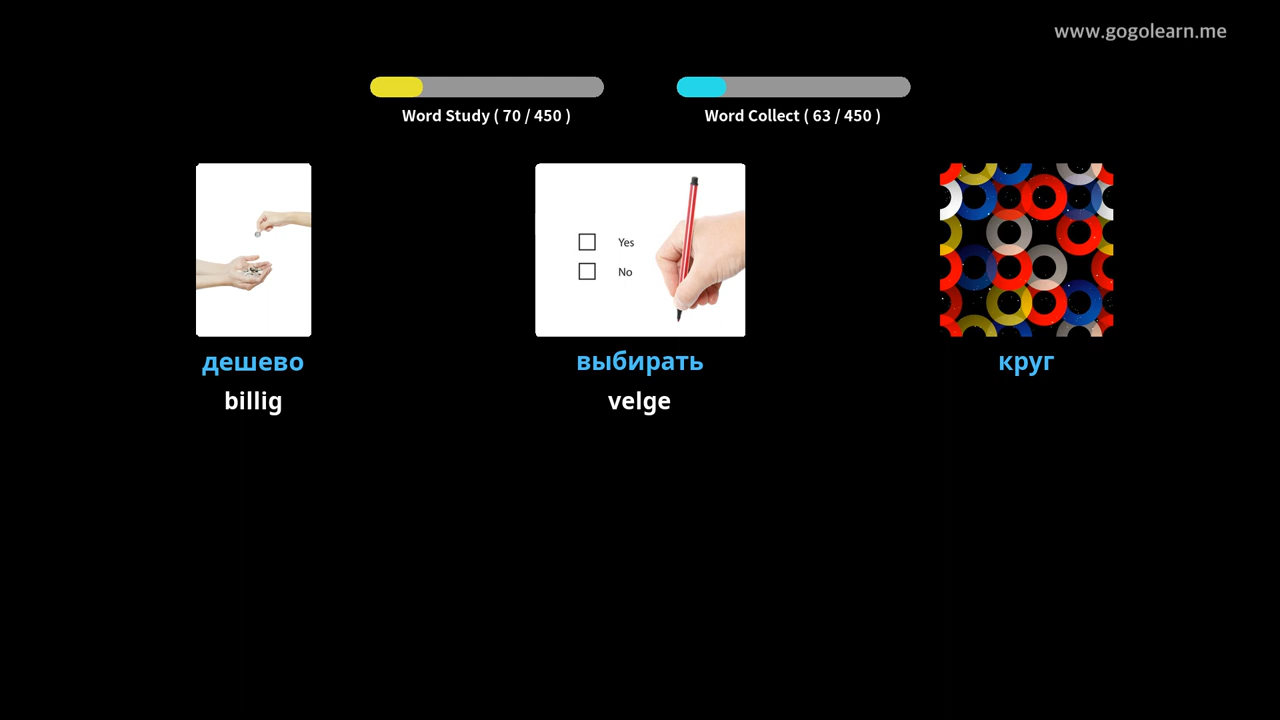 www.gogolearn.me
Word Study ( 70 / 450 )
Word Collect ( 63 / 450 )
Yes
No
дешево
выбирать
круг
billig
velge